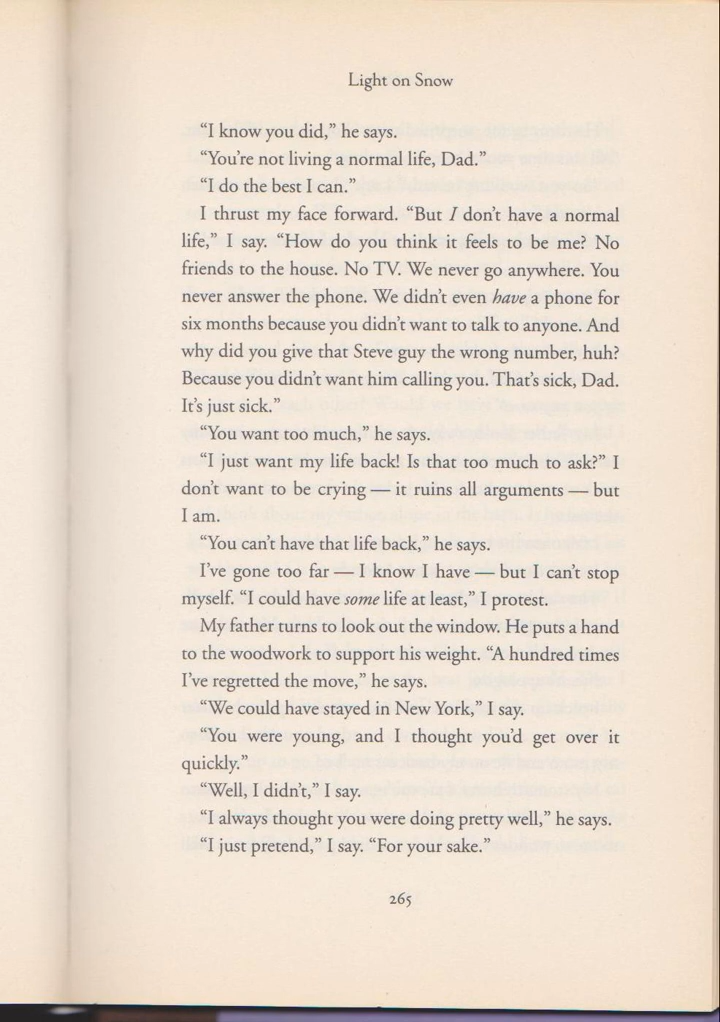 Light on Snow
“I know you did,” he says.
“You’re not living a normal life, Dad.”
“I do the best I can.”
I thrust my face forward. “But I don’t have a normal
life,” I say. “How do you think it feels to be me? No
friends to the house. No TV. We never go anywhere. You
never answer the phone. We didn’t even have a phone for
six months because you didn’t want to talk to anyone. And
why did you give that Steve guy the wrong number, huh?
Because you didn’t want him calling you. That’s sick, Dad.
It’s just sick.”
“You want too much,” he says.
“I just want my life back! Is that too much to ask?” I
don’t want to be crying — it ruins all arguments — but
I am.
“You can’t have that life back,” he says.
I’ve gone too far — I know I have — but I can’t stop
myself. “I could have some life at least,” I protest.
My father turns to look out the window. He puts a hand
to the woodwork to support his weight. “A hundred times
I’ve regretted the move,” he says.
“We could have stayed in New York,” I say.
“You were young, and I thought you’d get over it
quickly.”
“Well, I didn’t,” I say.
“I always thought you were doing pretty well,” he says.
“I just pretend,” I say. “For your sake.”
265